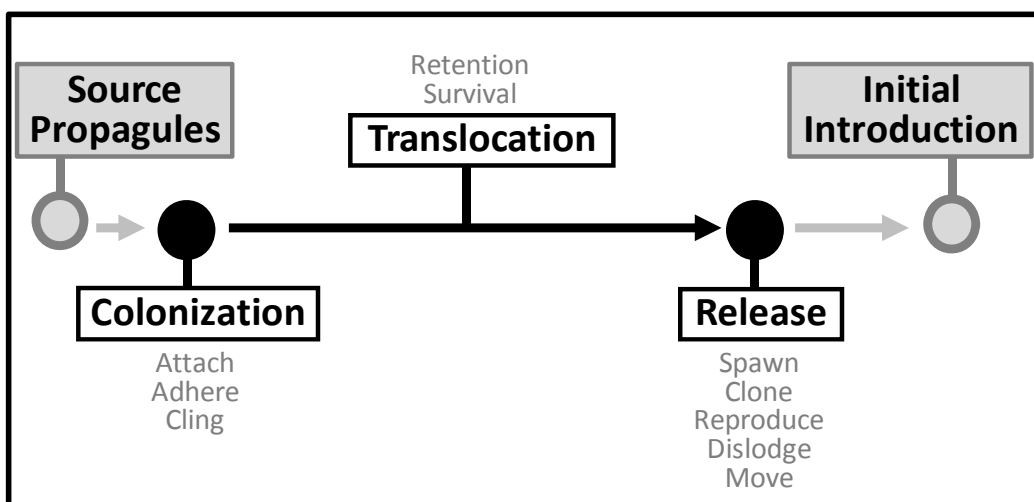 Source
Propagules
Retention
Survival
Translocation
Initial
Introduction
Colonization
Attach
Adhere
Cling
Release
Spawn
Clone
Reproduce
Dislodge
Move